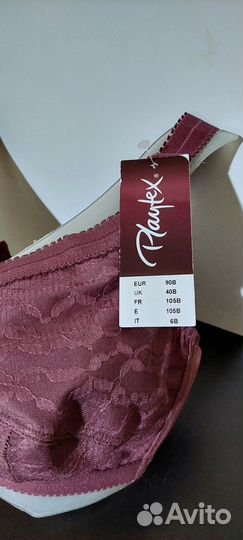 Playtex
EUR 90B
UK 40B
FR 105B
E 105B
IT 6B
Avito